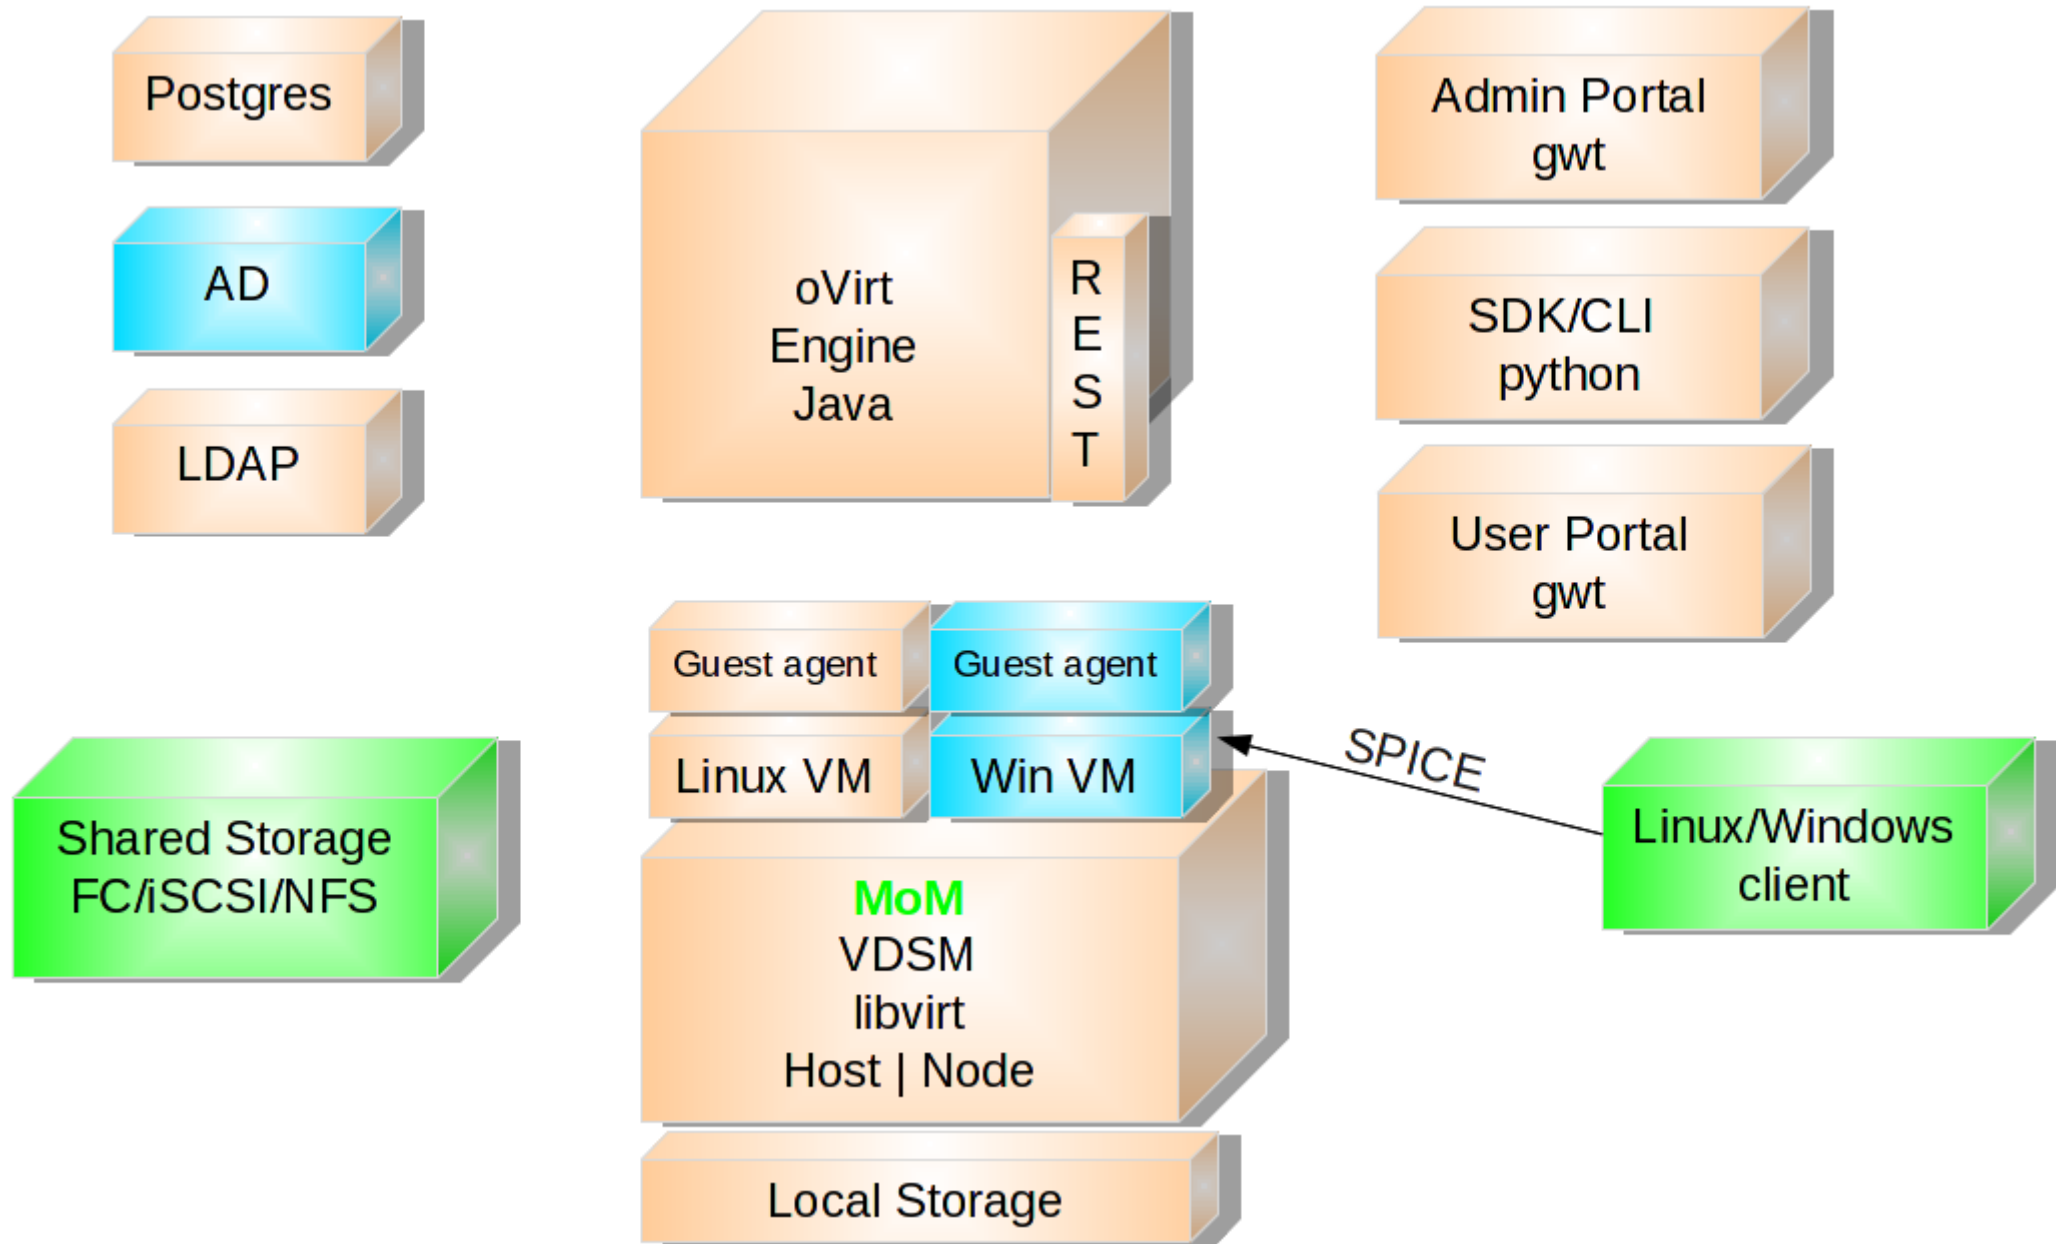 Postgres
AD
LDAP
oVirt
Engine
Java
R
E
S
T
Admin Portal
gwt
SDK/CLI
python
User Portal
gwt
Guest agent
Guest agent
Linux VM
Win VM
SPICE
Shared Storage
FC/iSCSI/NFS
Linux/Windows
client
MoM
VDSM
libvirt
Host | Node
Local Storage